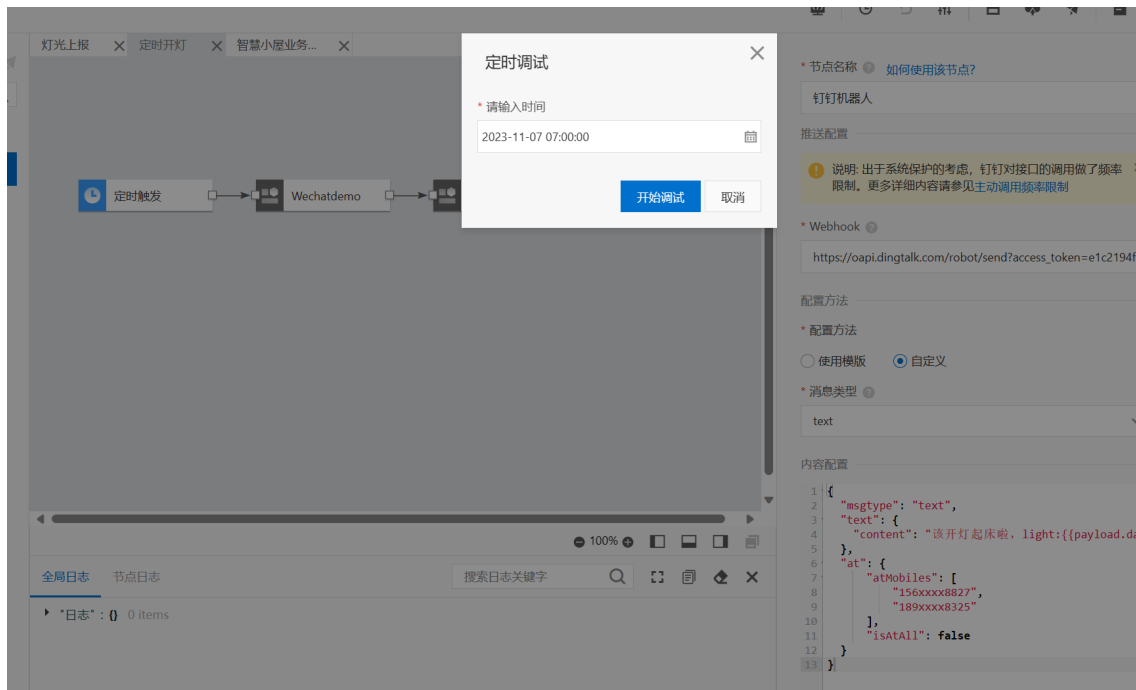 灯光上报
定时开灯
智慧小屋业务...
定时调试
* 请输入时间
2023-11-07 07:00:00
开始调试
取消
定时触发
Wechatdemo
100%
全局日志
节点日志
搜索日志关键字
"日志" : {} 0 items
* 节点名称
如何使用该节点?
钉钉机器人
推送配置
说明: 出于系统保护的考虑，钉钉对接口的调用做了频率
限制。更多详细内容请参见主动调用频率限制
* Webhook
https://oapi.dingtalk.com/robot/send?access_token=e1c2194f
配置方法
* 配置方法
使用模版
自定义
* 消息类型
text
内容配置
1 {
2 "msgtype": "text",
3 "text": {
4 "content": "该开灯起床啦，light:{{payload.da
5 },
6 "at": {
7 "atMobiles": [
8 "156xxxx8827",
9 "189xxxx8325"
10 ],
11 "isAtAll": false
12 }
13 }